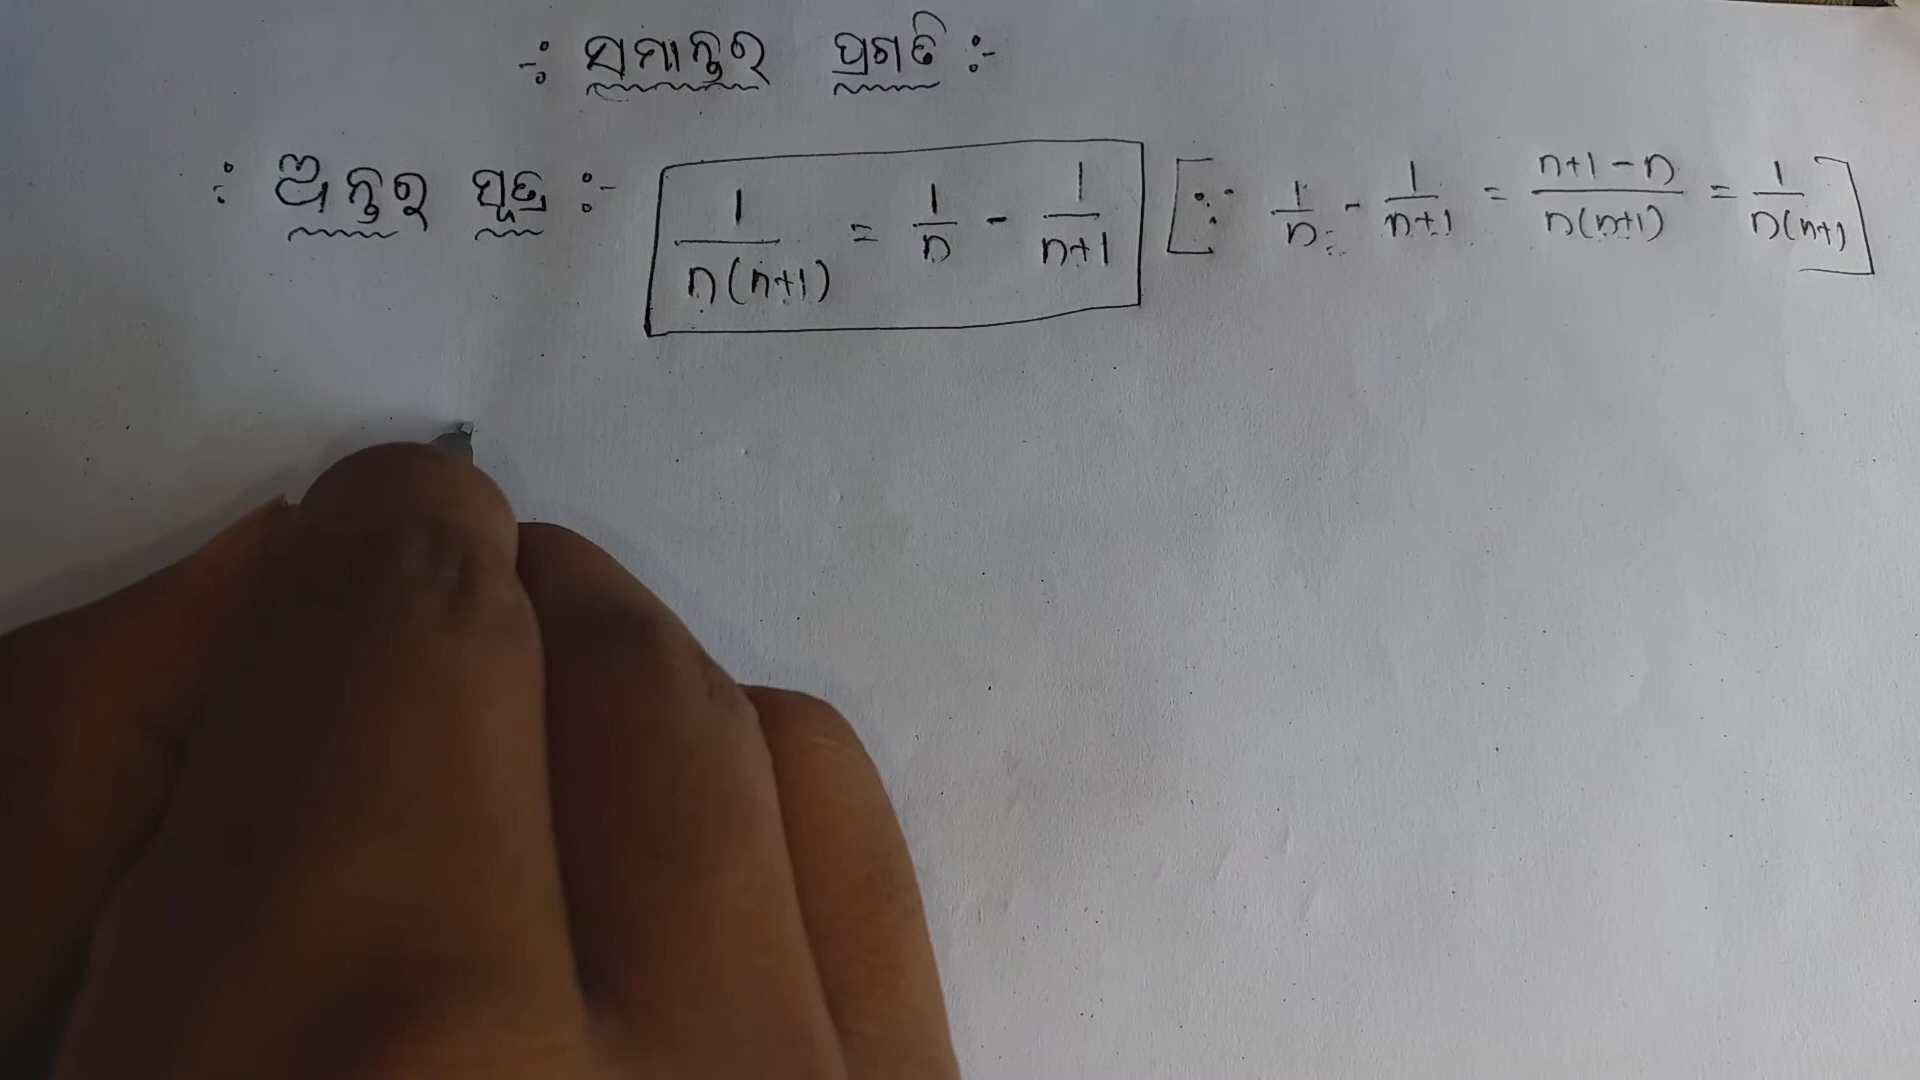 -: ସମାନ୍ତର ପ୍ରଗତି :-
: ଅନ୍ତର ସୂତ୍ର :- 1/n(n+1) = 1/n - 1/n+1 [∵ 1/n - 1/n+1 = n+1-n/n(n+1) = 1/n(n+1)]